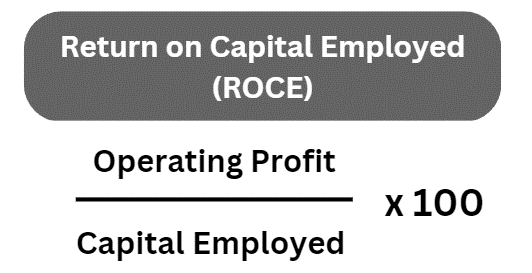 Return on Capital Employed
(ROCE)
Operating Profit
x 100
Capital Employed